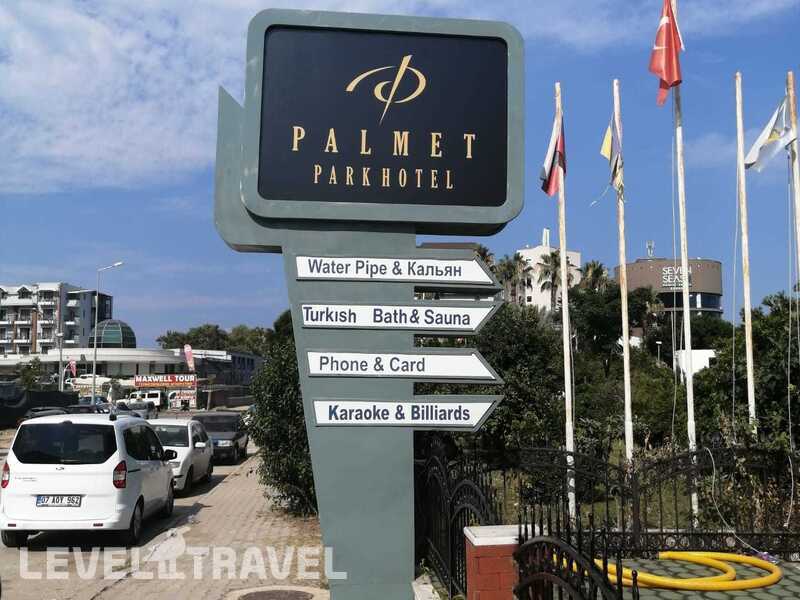 PALMET
PARK HOTEL
Water Pipe & Кальян
Turkısh Bath & Sauna
Phone & Card
Karaoke & Billiards
SEVEN
SEAS
MAXWELL TOUR
07 AOY 962
LEVEL.TRAVEL